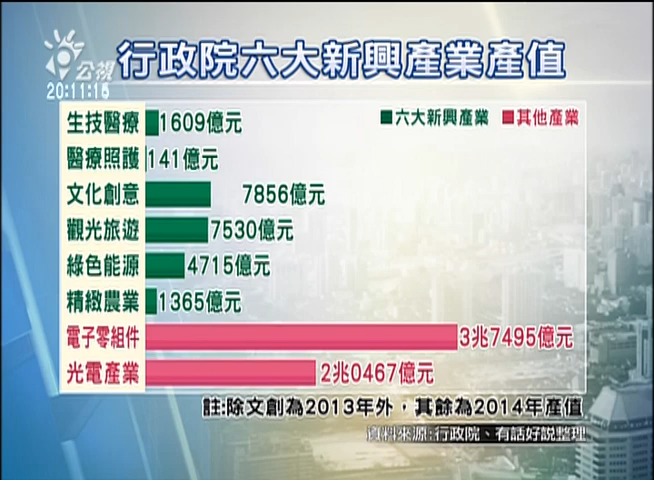 行政院六大新興產業產值
公視
20:11:15
六大新興產業 其他產業
生技醫療 1609億元
醫療照護 141億元
文化創意 7856億元
觀光旅遊 7530億元
綠色能源 4715億元
精緻農業 1365億元
電子零組件 3兆7495億元
光電產業 2兆0467億元
註:除文創為2013年外，其餘為2014年產值
資料來源:行政院、有話好說整理